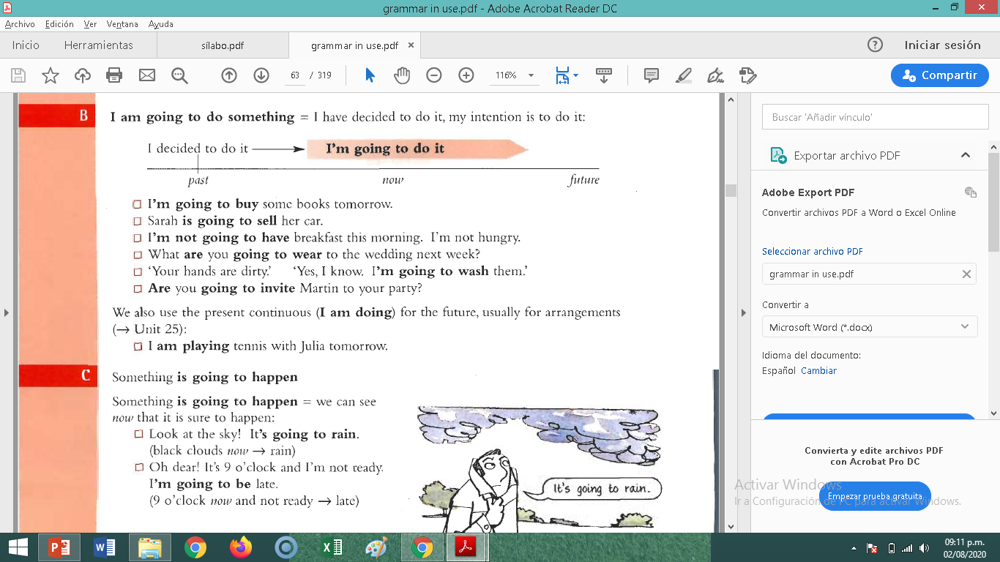 grammar in use.pdf - Adobe Acrobat Reader DC
Archivo Edición Ver Ventana Ayuda
Inicio Herramientas sílabo.pdf grammar in use.pdf × Iniciar sesión
63 / 319 116% Compartir
B
I am going to do something = I have decided to do it, my intention is to do it:
I decided to do it I'm going to do it
past now future
I'm going to buy some books tomorrow.
Sarah is going to sell her car.
I'm not going to have breakfast this morning. I'm not hungry.
What are you going to wear to the wedding next week?
'Your hands are dirty.' 'Yes, I know. I'm going to wash them.'
Are you going to invite Martin to your party?
We also use the present continuous (I am doing) for the future, usually for arrangements
(→ Unit 25):
I am playing tennis with Julia tomorrow.
C
Something is going to happen
Something is going to happen = we can see
now that it is sure to happen:
Look at the sky! It's going to rain.
(black clouds now → rain)
Oh dear! It's 9 o'clock and I'm not ready.
I'm going to be late.
(9 o'clock now and not ready → late)
It's going to rain.
Buscar 'Añadir vínculo'
Exportar archivo PDF
Adobe Export PDF
Convertir archivos PDF a Word o Excel Online
Seleccionar archivo PDF
grammar in use.pdf
Convertir a
Microsoft Word (*.docx)
Idioma del documento:
Español Cambiar
Convierta y edite archivos PDF
con Acrobat Pro DC
Empezar prueba gratuita
Activar Windows
Ir a Configuración de PC para activar Windows.
09:11 p.m.
02/08/2020